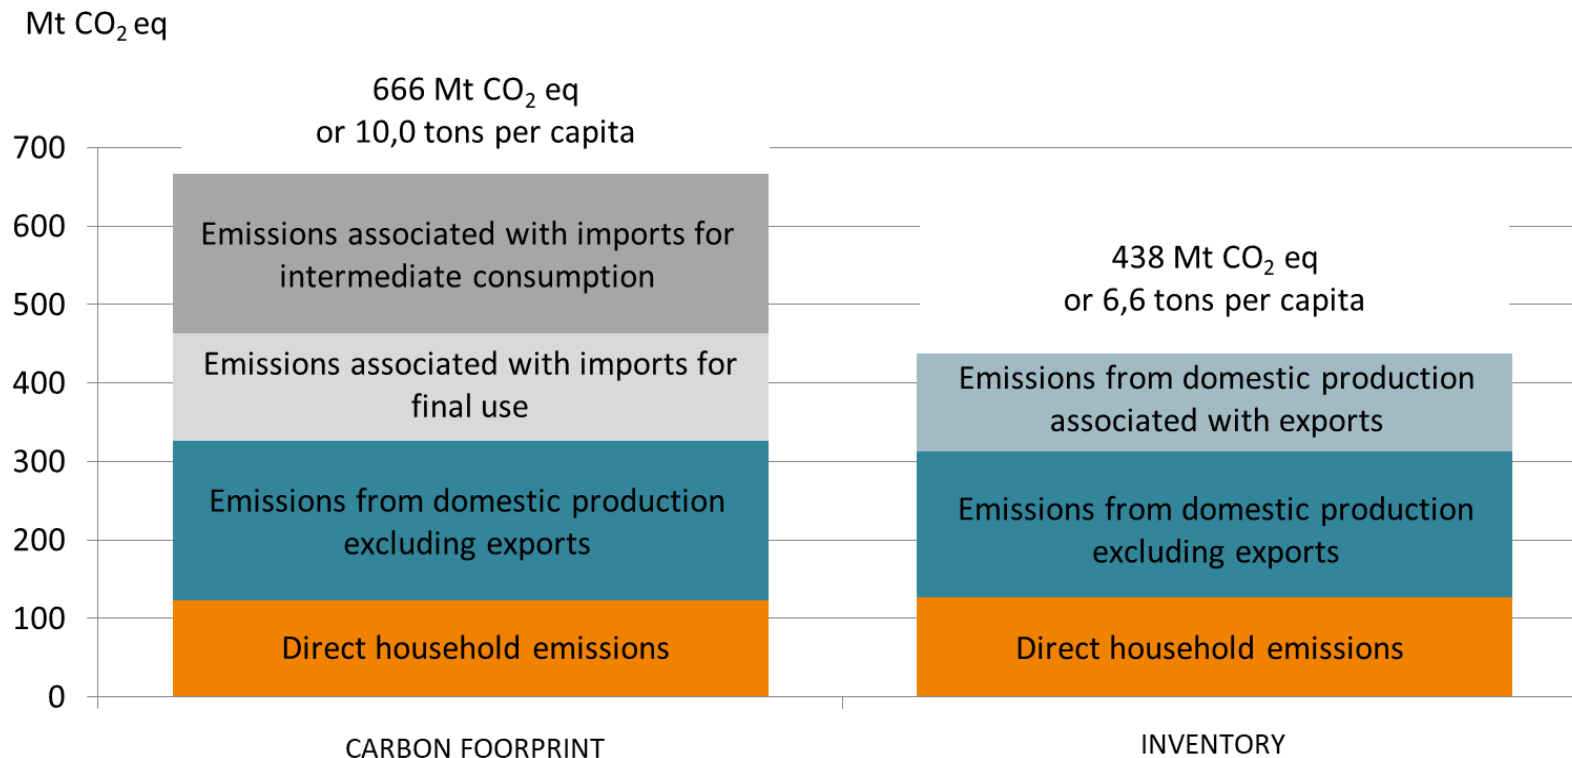 Mt CO₂ eq
666 Mt CO₂ eq
or 10,0 tons per capita
700
600
500
400
300
200
100
0
Emissions associated with imports for
intermediate consumption
Emissions associated with imports for
final use
Emissions from domestic production
excluding exports
Direct household emissions
438 Mt CO₂ eq
or 6,6 tons per capita
Emissions from domestic production
associated with exports
Emissions from domestic production
excluding exports
Direct household emissions
CARBON FOORPRINT
INVENTORY